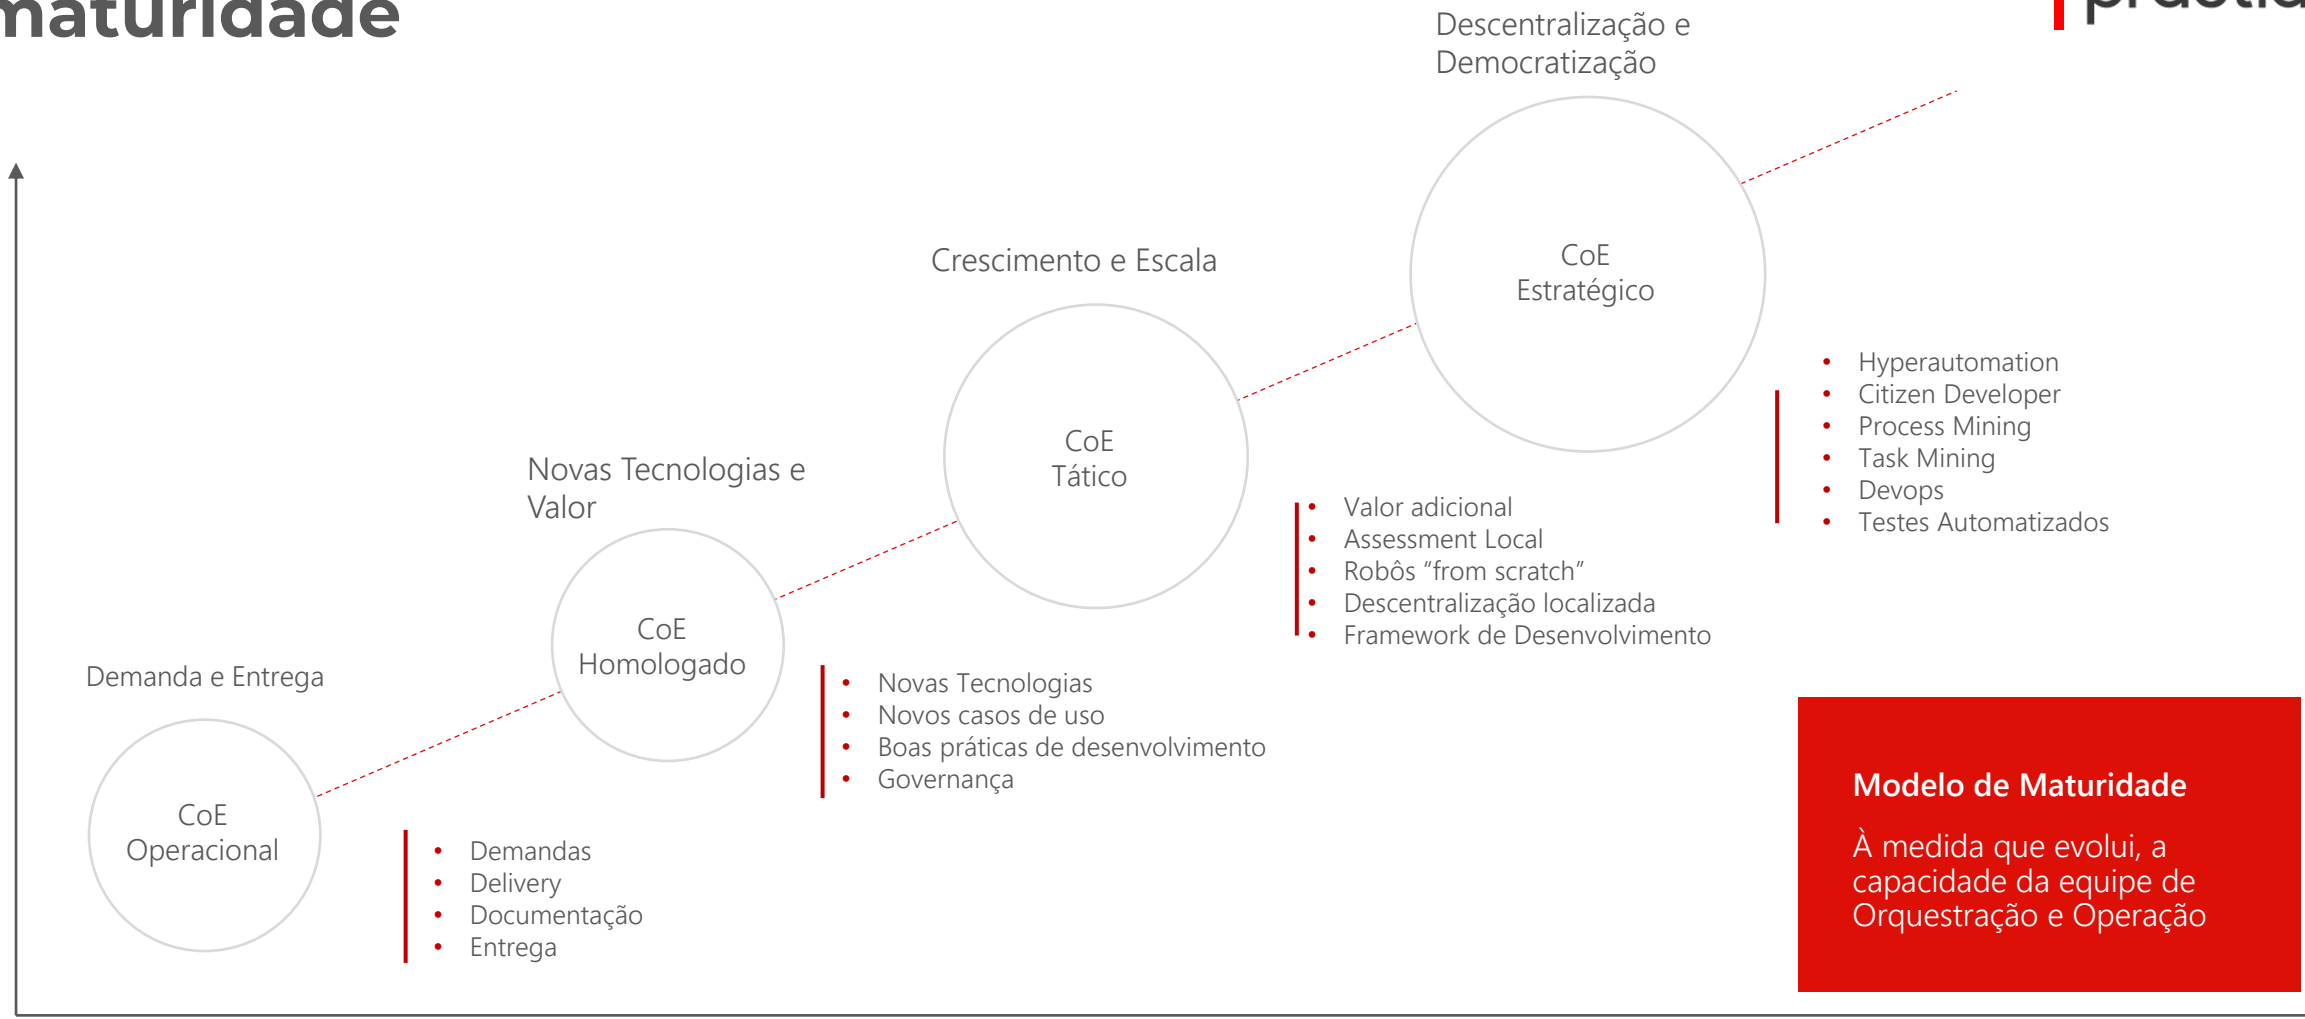 maturidade
Descentralização e
Democratização
CoE
Estratégico
Crescimento e Escala
Hyperautomation
Citizen Developer
Process Mining
Task Mining
Devops
Testes Automatizados
CoE
Tático
Novas Tecnologias e
Valor
Valor adicional
Assessment Local
Robôs “from scratch”
Descentralização localizada
Framework de Desenvolvimento
CoE
Homologado
Demanda e Entrega
Novas Tecnologias
Novos casos de uso
Boas práticas de desenvolvimento
Governança
CoE
Operacional
Demandas
Delivery
Documentação
Entrega
Modelo de Maturidade
À medida que evolui, a
capacidade da equipe de
Orquestração e Operação